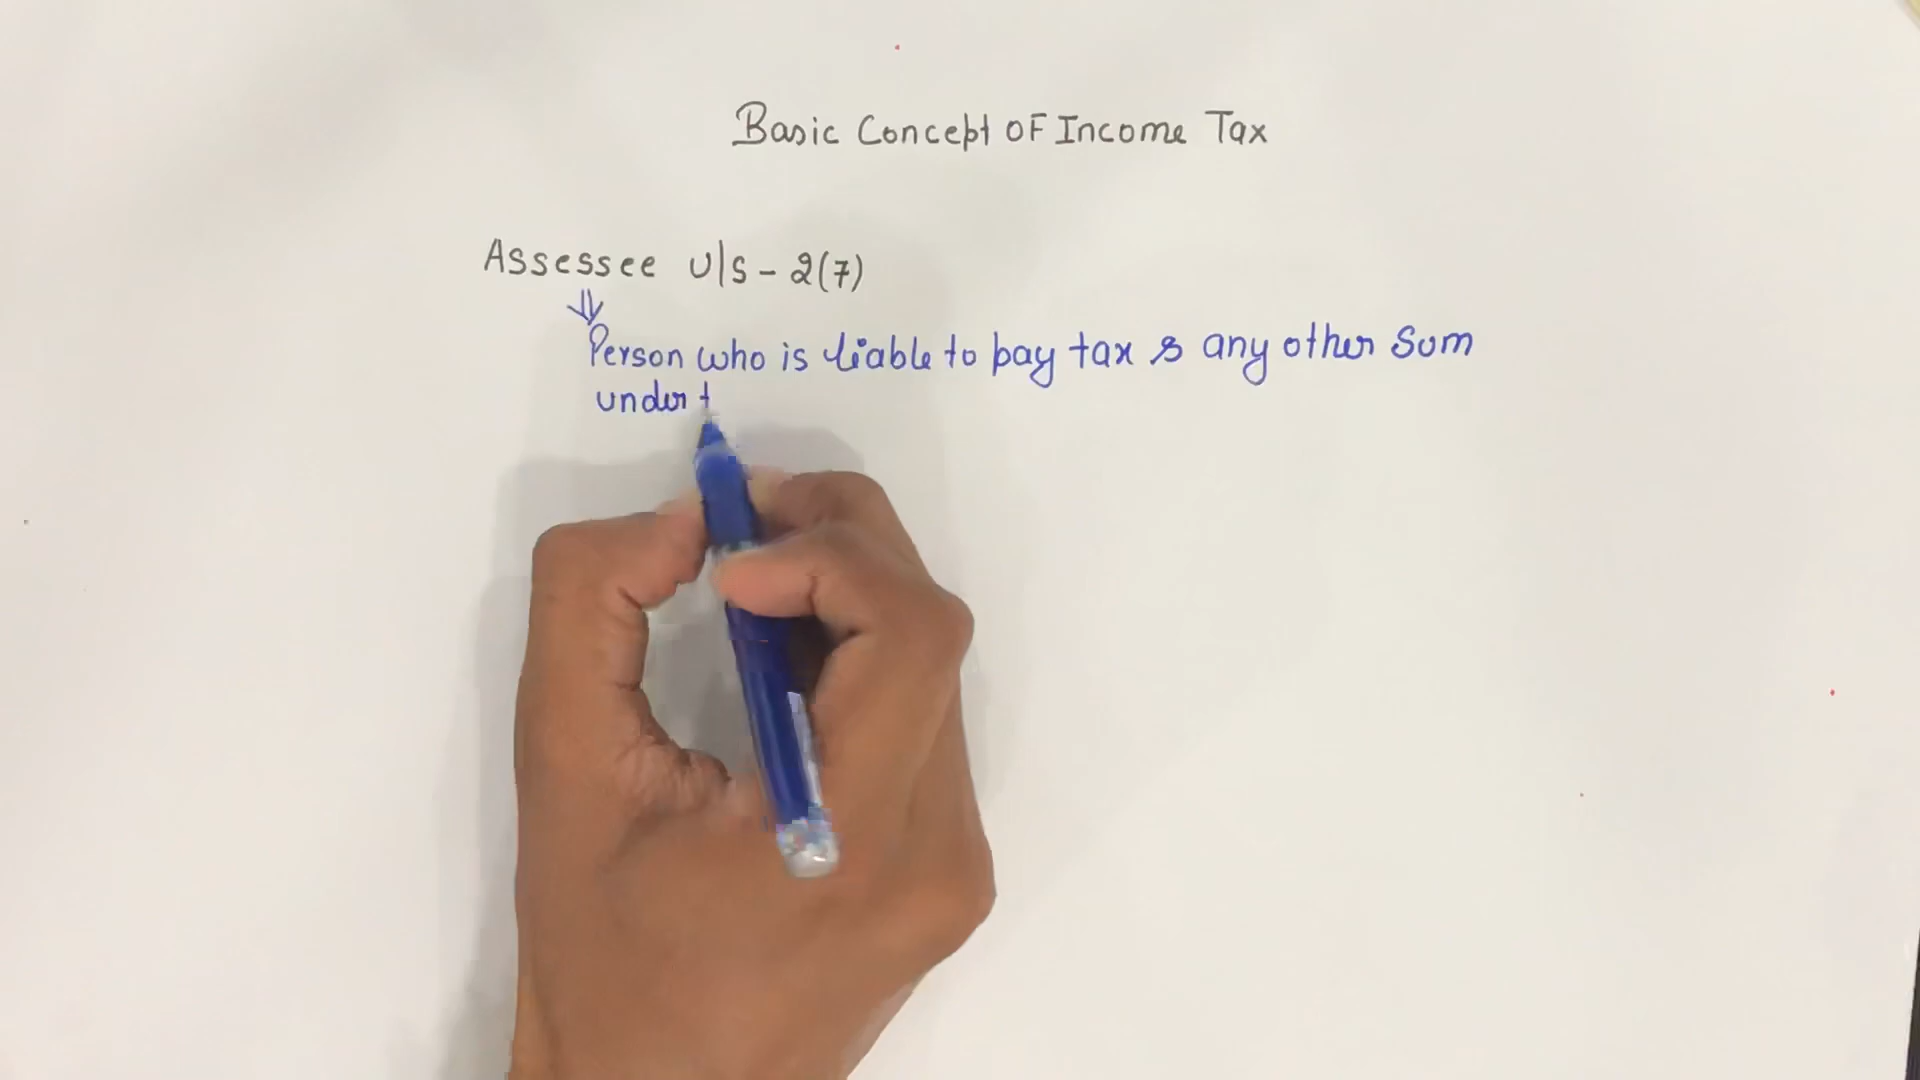 Basic Concept OF Income Tax
Assessee U/S - 2(7)
Person who is liable to pay tax & any other Sum
under t